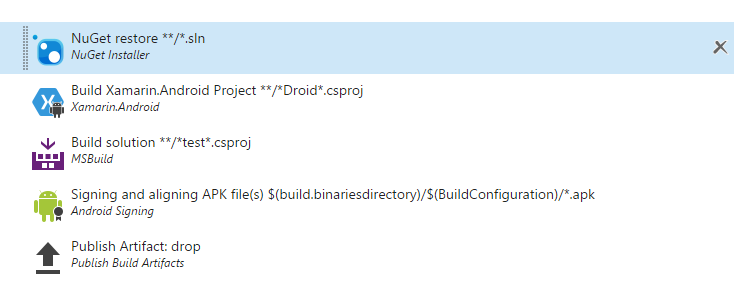 NuGet restore **/*.sln
NuGet Installer
Build Xamarin.Android Project **/*Droid*.csproj
Xamarin.Android
Build solution **/*test*.csproj
MSBuild
Signing and aligning APK file(s) $(build.binariesdirectory)/$(BuildConfiguration)/*.apk
Android Signing
Publish Artifact: drop
Publish Build Artifacts